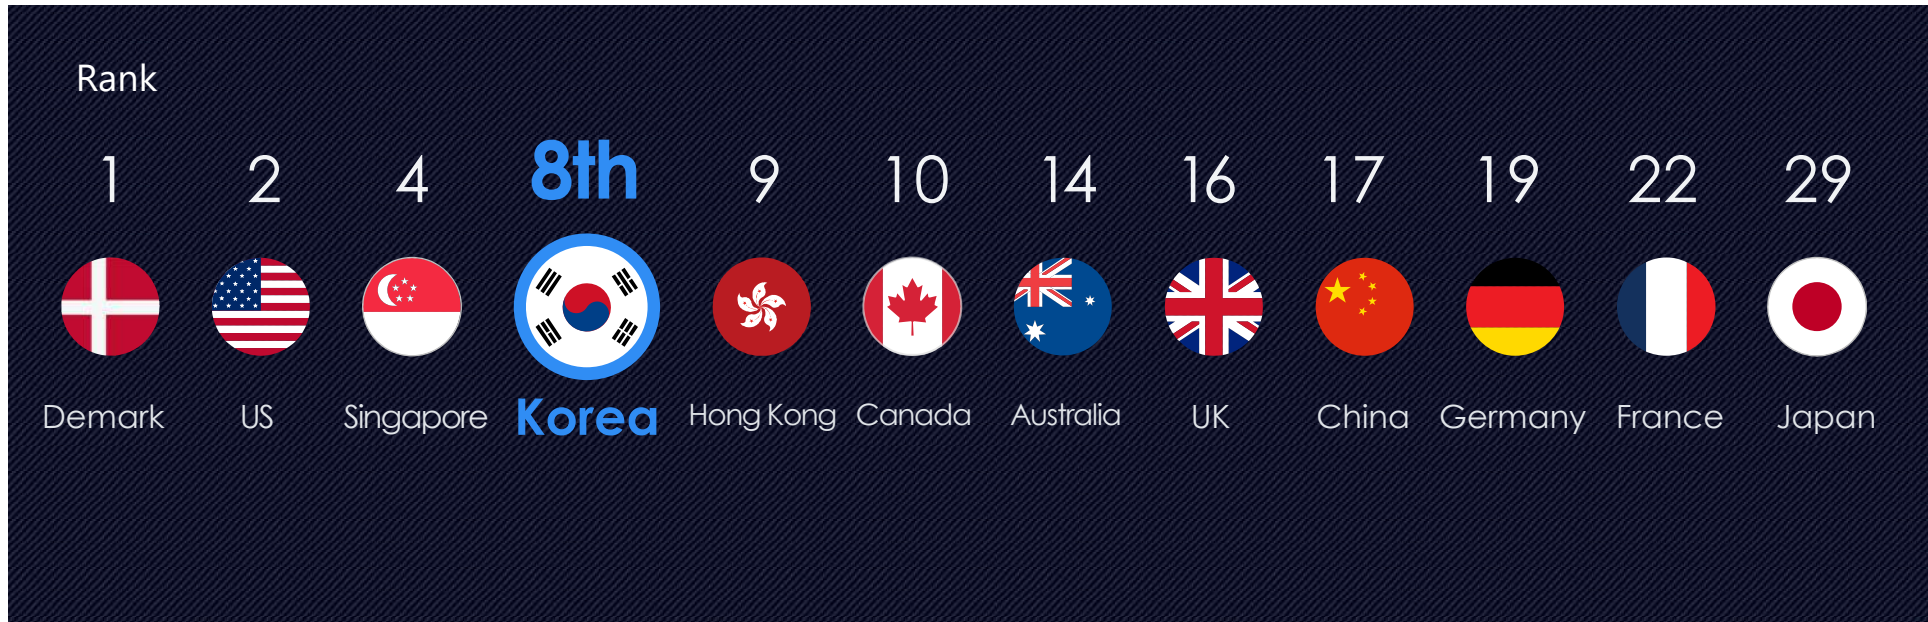 Rank
1 2 4 8th 9 10 14 16 17 19 22 29
Demark US Singapore Korea Hong Kong Canada Australia UK China Germany France Japan